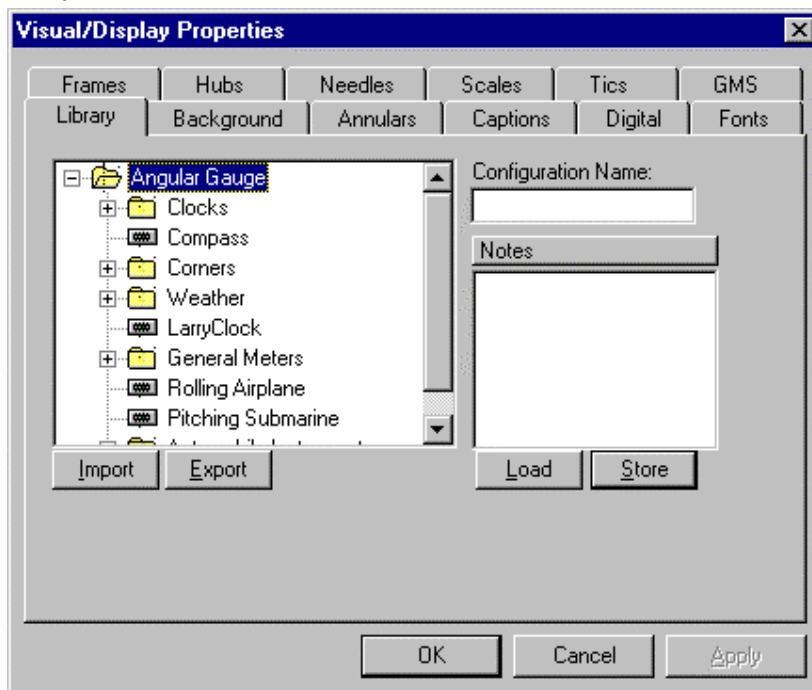 Visual/Display Properties
Frames Hubs Needles Scales Tics GMS
Library Background Annulars Captions Digital Fonts
Angular Gauge
Clocks
Compass
Corners
Weather
LarryClock
General Meters
Rolling Airplane
Pitching Submarine
Configuration Name:
Notes
Import Export
Load Store
OK Cancel Apply